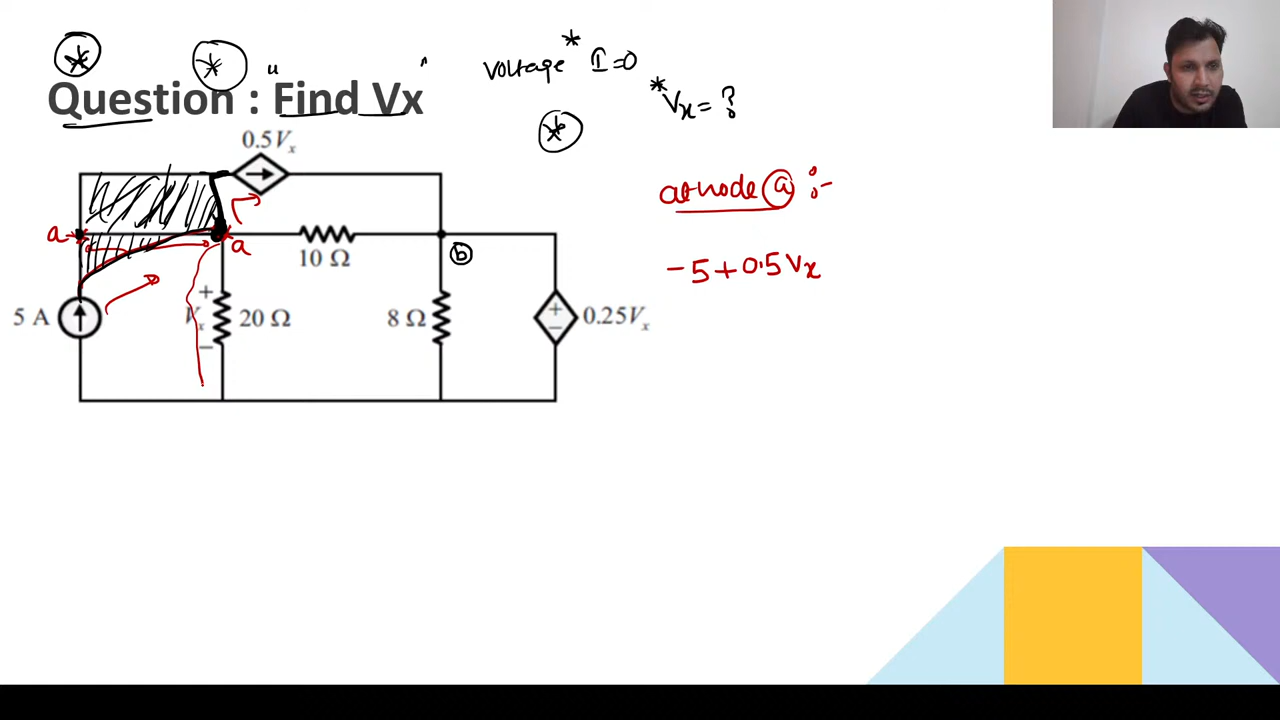 voltage * I=0
Question : "Find Vx"
* Vx = ?
0.5Vx
at node a :-
a
a
10 Ω
b
-5+0.5Vx
5 A
+
Vx
-
20 Ω
8 Ω
+
-
0.25Vx